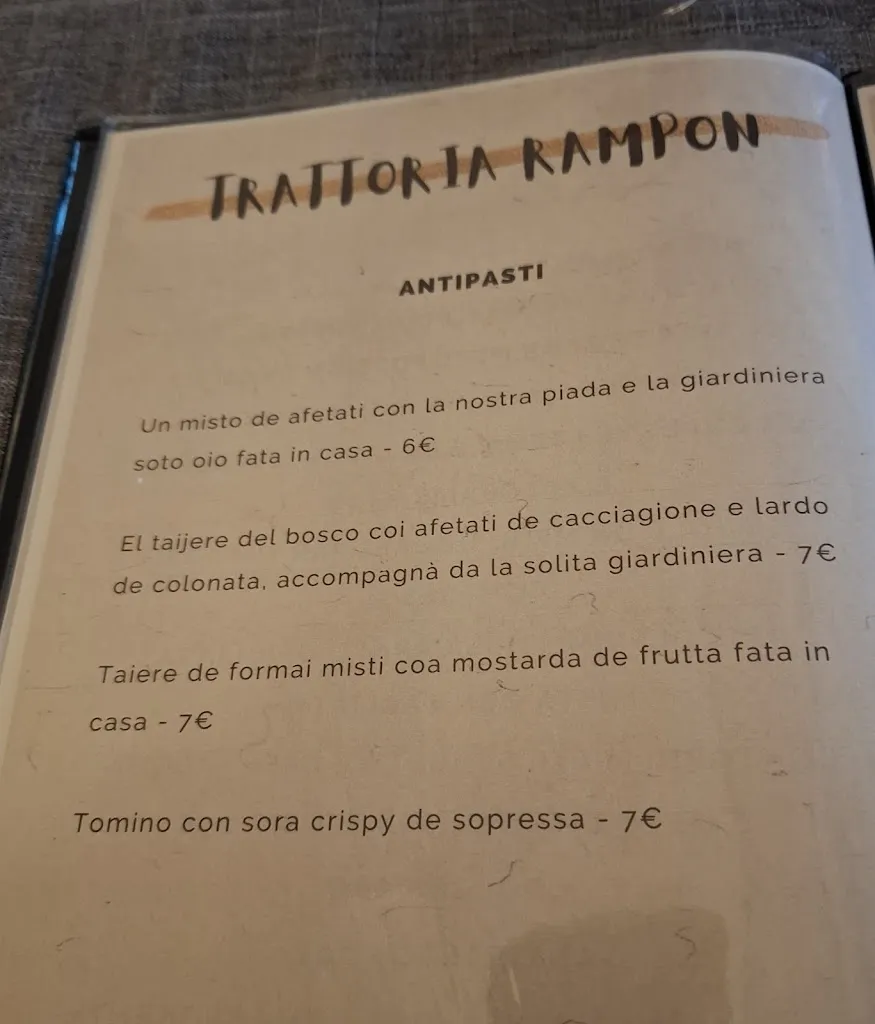 TRATTORIA RAMPON
ANTIPASTI
Un misto de afetati con la nostra piada e la giardiniera
soto oio fata in casa - 6€
El taijere del bosco coi afetati de cacciagione e lardo
de colonata, accompagnà da la solita giardiniera - 7€
Taiere de formai misti coa mostarda de frutta fata in
casa - 7€
Tomino con sora crispy de sopressa - 7€